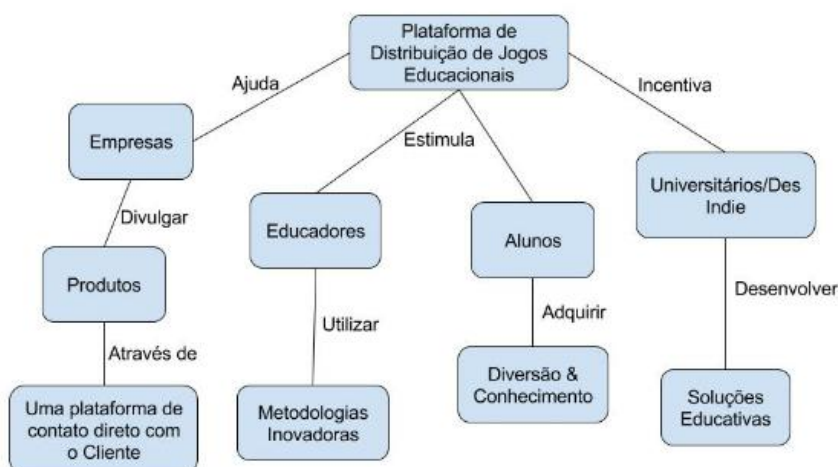 Plataforma de
Distribuição de Jogos
Educacionais
Ajuda
Incentiva
Estimula
Empresas
Universitários/Des
Indie
Divulgar
Educadores
Alunos
Produtos
Desenvolver
Utilizar
Adquirir
Através de
Diversão &
Conhecimento
Uma plataforma de
contato direto com
o Cliente
Metodologias
Inovadoras
Soluções
Educativas